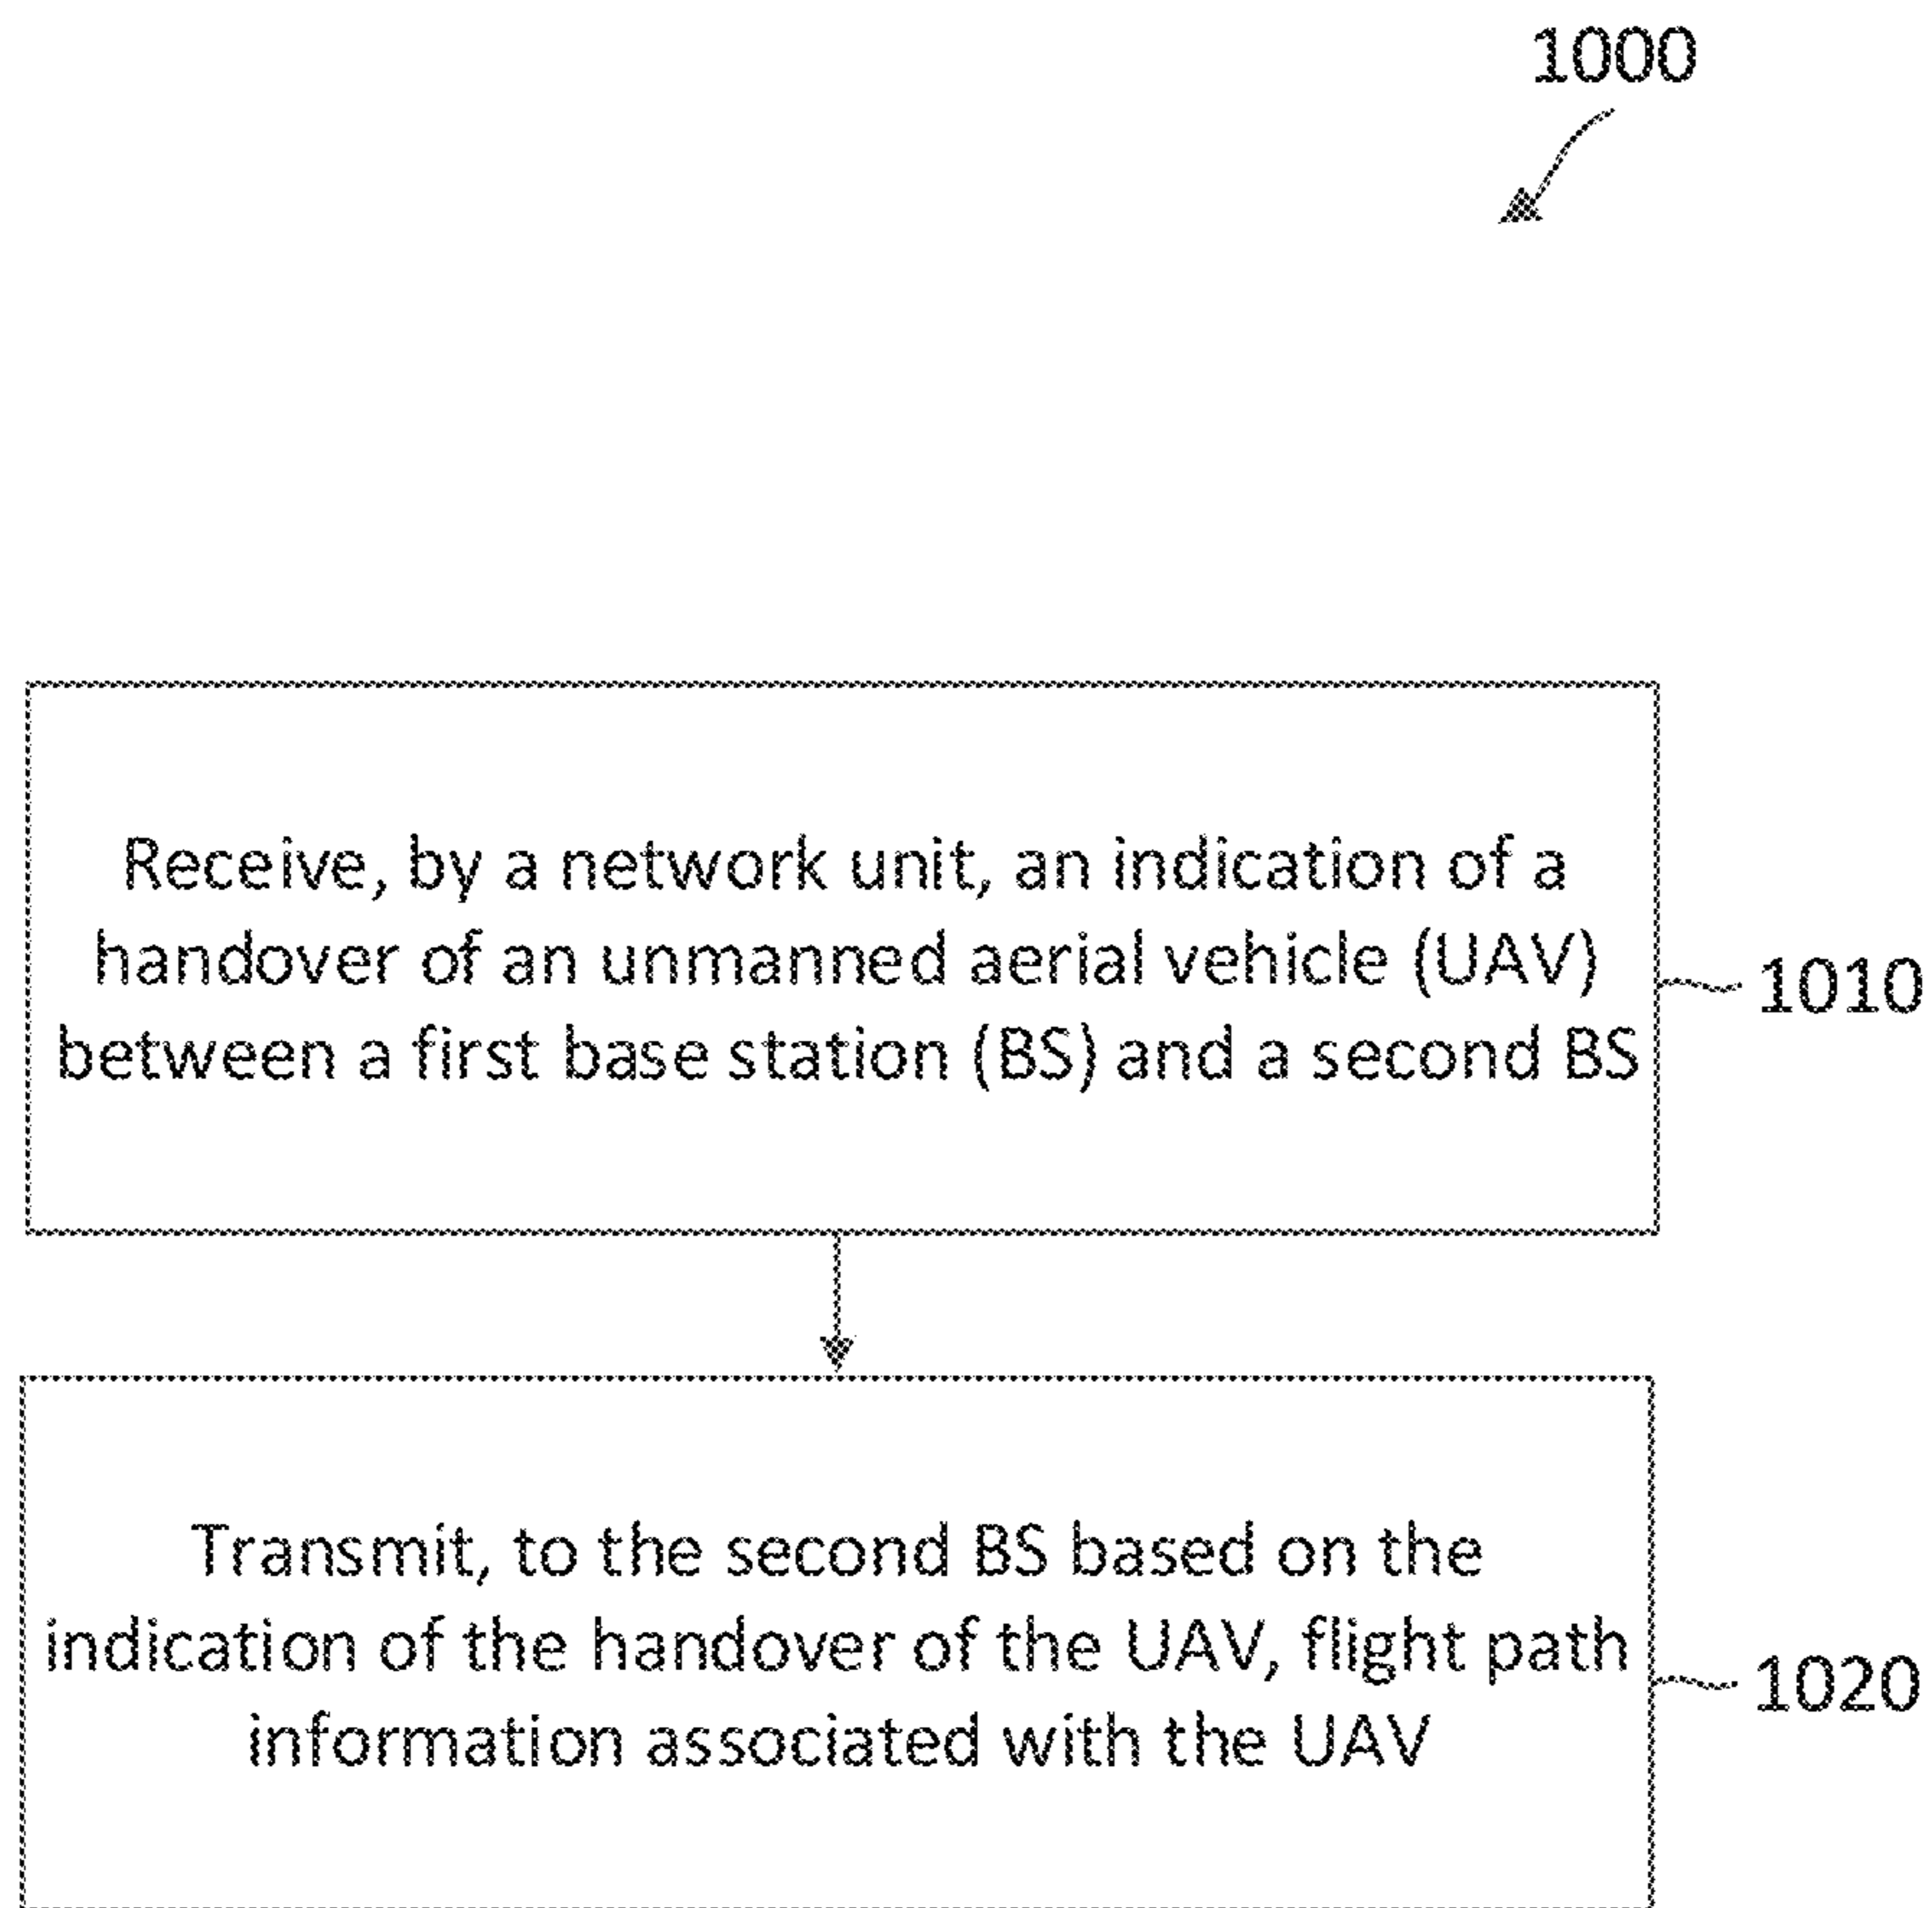 1000
Receive, by a network unit, an indication of a
handover of an unmanned aerial vehicle (UAV)
between a first base station (BS) and a second BS
1010
Transmit, to the second BS based on the
indication of the handover of the UAV, flight path
information associated with the UAV
1020